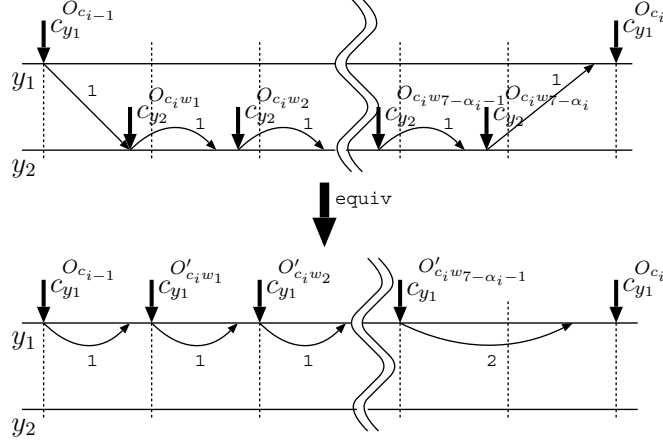 c_{y_1}^{O_{c_{i-1}}} c_{y_1}^{O_{c_i}}
y_1 1 c_{y_2}^{O_{c_i w_1}} 1 c_{y_2}^{O_{c_i w_2}} 1 c_{y_2}^{O_{c_i w_{7-α_i-1}}} 1 c_{y_2}^{O_{c_i w_{7-α_i}}} 1
y_2
equiv
c_{y_1}^{O_{c_{i-1}}} c_{y_1}^{O'_{c_i w_1}} c_{y_1}^{O'_{c_i w_2}} c_{y_1}^{O'_{c_i w_{7-α_i-1}}} c_{y_1}^{O_{c_i}}
y_1
1 1 1 2
y_2